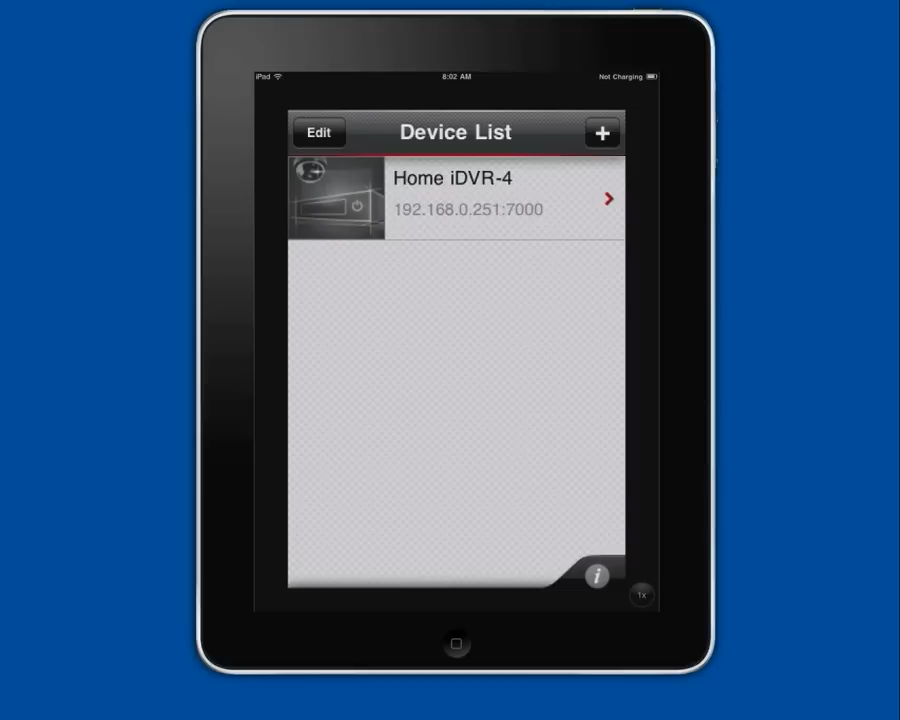 iPad 8:02 AM Not Charging
Edit Device List +
Home iDVR-4
192.168.0.251:7000
i
1x